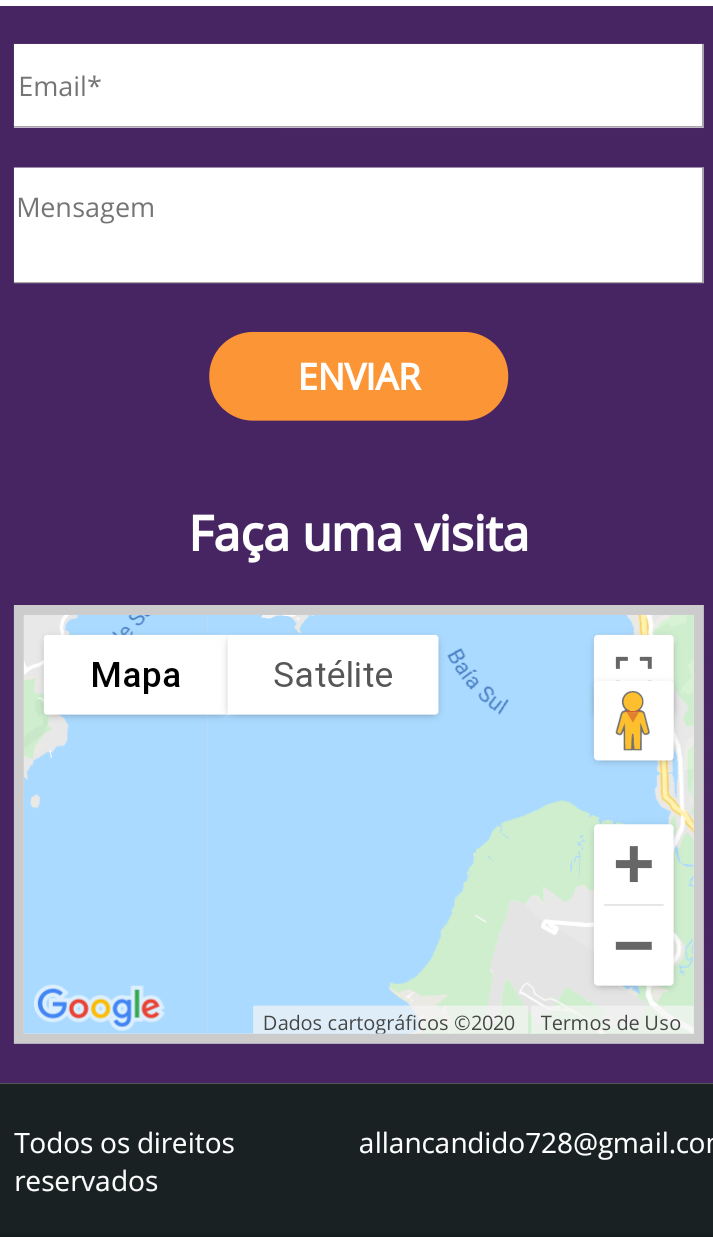 Email*
Mensagem
ENVIAR
Faça uma visita
Mapa
Satélite
Baía Sul
Google
Dados cartográficos ©2020
Termos de Uso
Todos os direitos
reservados
allancandido728@gmail.co